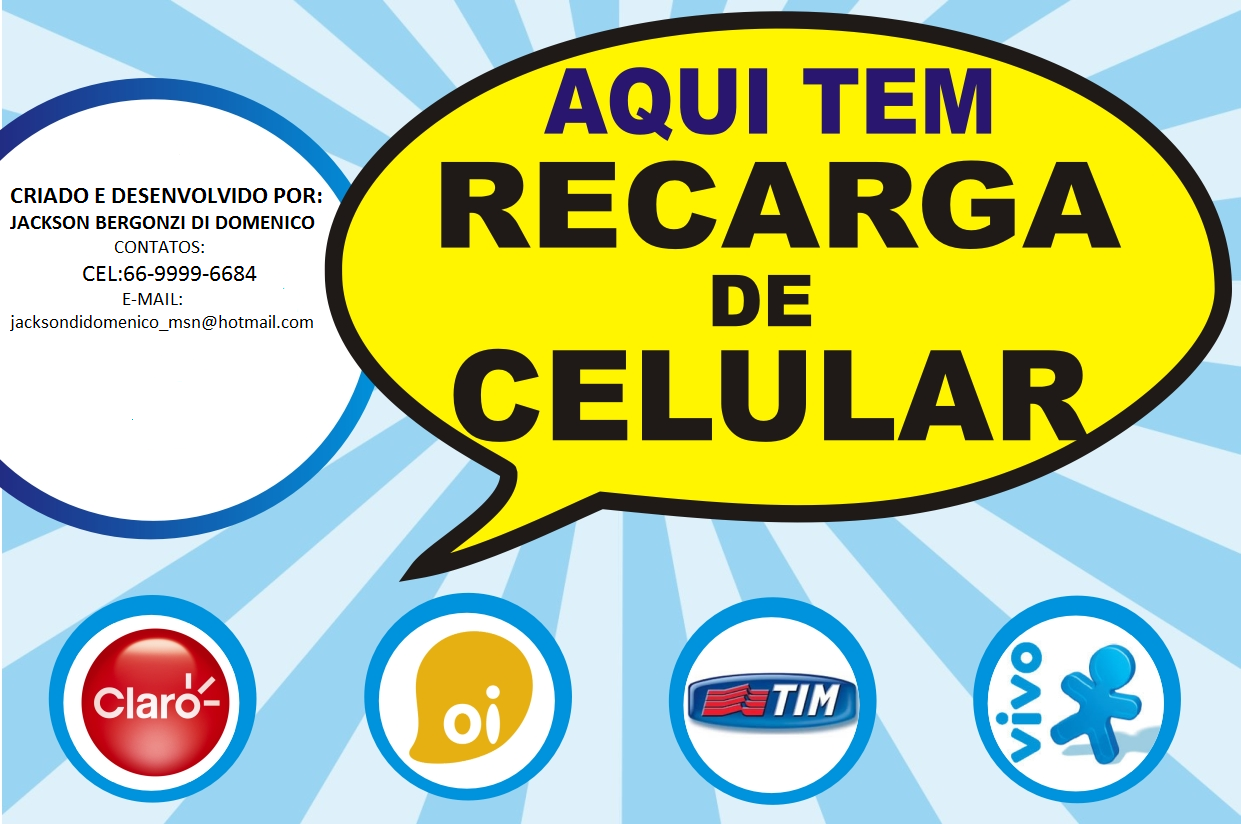 CRIADO E DESENVOLVIDO POR:
JACKSON BERGONZI DI DOMENICO
CONTATOS:
CEL:66-9999-6684
E-MAIL:
jacksondidomenico_msn@hotmail.com
AQUI TEM
RECARGA
DE
CELULAR
Claro
oi
TIM
vivo